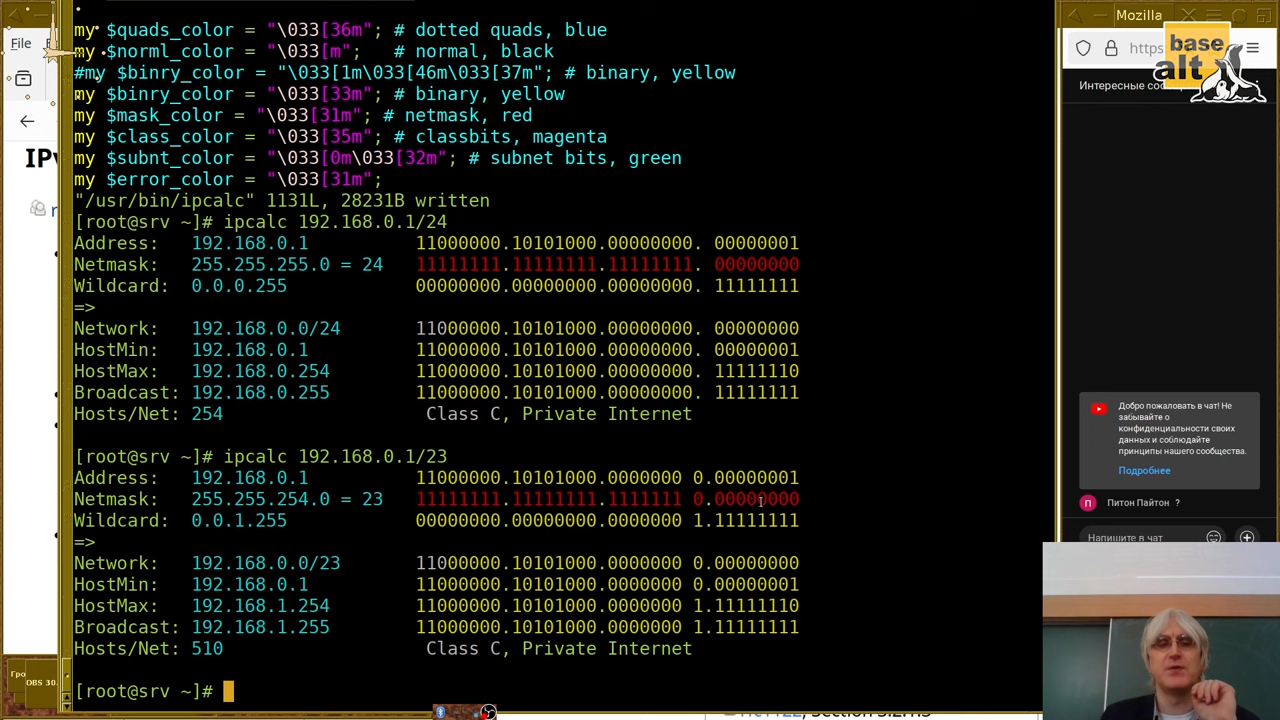 my $quads_color = "\033[36m"; # dotted quads, blue
my $norml_color = "\033[m";   # normal, black
#my $binry_color = "\033[1m\033[46m\033[37m"; # binary, yellow
my $binry_color = "\033[33m"; # binary, yellow
my $mask_color = "\033[31m"; # netmask, red
my $class_color = "\033[35m"; # classbits, magenta
my $subnt_color = "\033[0m\033[32m"; # subnet bits, green
my $error_color = "\033[31m";
"/usr/bin/ipcalc" 1131L, 28231B written
[root@srv ~]# ipcalc 192.168.0.1/24
Address:   192.168.0.1          11000000.10101000.00000000. 00000001
Netmask:   255.255.255.0 = 24   11111111.11111111.11111111. 00000000
Wildcard:  0.0.0.255            00000000.00000000.00000000. 11111111
=>
Network:   192.168.0.0/24       11000000.10101000.00000000. 00000000
HostMin:   192.168.0.1          11000000.10101000.00000000. 00000001
HostMax:   192.168.0.254        11000000.10101000.00000000. 11111110
Broadcast: 192.168.0.255        11000000.10101000.00000000. 11111111
Hosts/Net: 254                   Class C, Private Internet
[root@srv ~]# ipcalc 192.168.0.1/23
Address:   192.168.0.1          11000000.10101000.0000000 0.00000001
Netmask:   255.255.254.0 = 23   11111111.11111111.1111111 0.00000000
Wildcard:  0.0.1.255            00000000.00000000.0000000 1.11111111
=>
Network:   192.168.0.0/23       11000000.10101000.0000000 0.00000000
HostMin:   192.168.0.1          11000000.10101000.0000000 0.00000001
HostMax:   192.168.1.254        11000000.10101000.0000000 1.11111110
Broadcast: 192.168.1.255        11000000.10101000.0000000 1.11111111
Hosts/Net: 510                   Class C, Private Internet
[root@srv ~]#
File
IPv
Гро
OBS 30.
Mozilla
https
base
alt
Интересные сооб
Добро пожаловать в чат! Не
забывайте о
конфиденциальности своих
данных и соблюдайте
принципы нашего сообщества.
Подробнее
Питон Пайтон ?
Напишите в чат